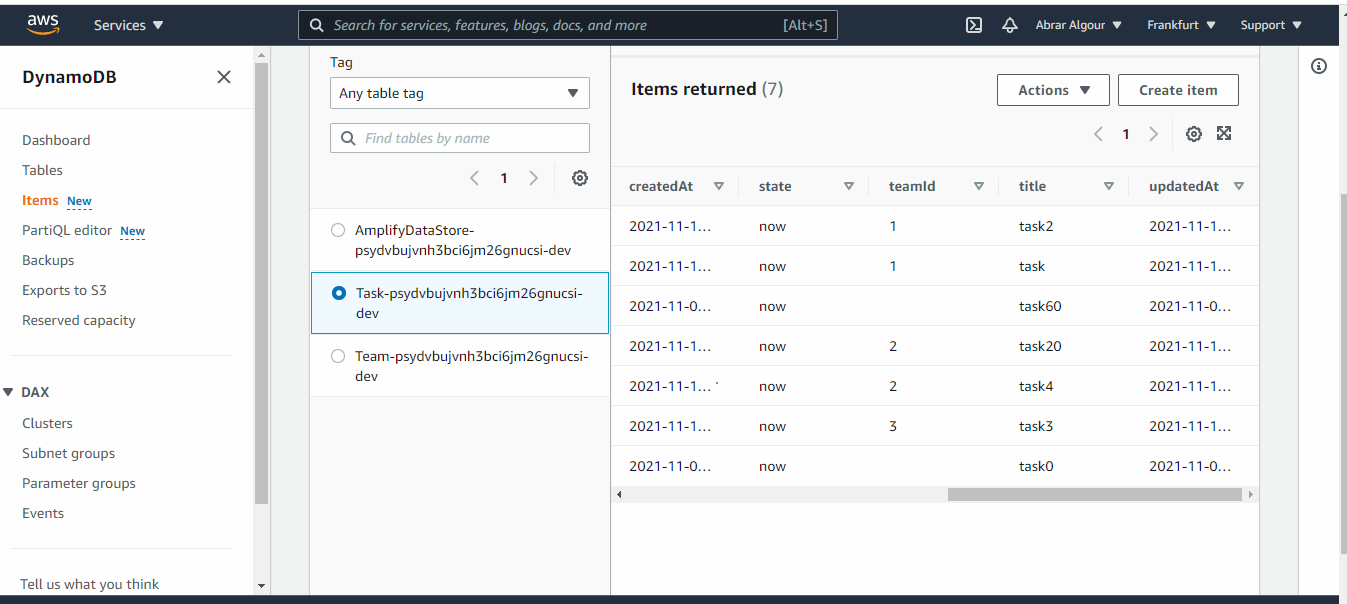 aws
Services
Search for services, features, blogs, docs, and more [Alt+S]
Abrar Algour
Frankfurt
Support
DynamoDB
Dashboard
Tables
Items New
PartiQL editor New
Backups
Exports to S3
Reserved capacity
DAX
Clusters
Subnet groups
Parameter groups
Events
Tell us what you think
Tag
Any table tag
Find tables by name
1
AmplifyDataStore-
psydvbujvnh3bci6jm26gnucsi-dev
Task-psydvbujvnh3bci6jm26gnucsi-
dev
Team-psydvbujvnh3bci6jm26gnucsi-
dev
Items returned (7)
Actions
Create item
1
createdAt state teamId title updatedAt
2021-11-1... now 1 task2 2021-11-1...
2021-11-1... now 1 task 2021-11-1...
2021-11-0... now task60 2021-11-0...
2021-11-1... now 2 task20 2021-11-1...
2021-11-1... now 2 task4 2021-11-1...
2021-11-1... now 3 task3 2021-11-1...
2021-11-0... now task0 2021-11-0...